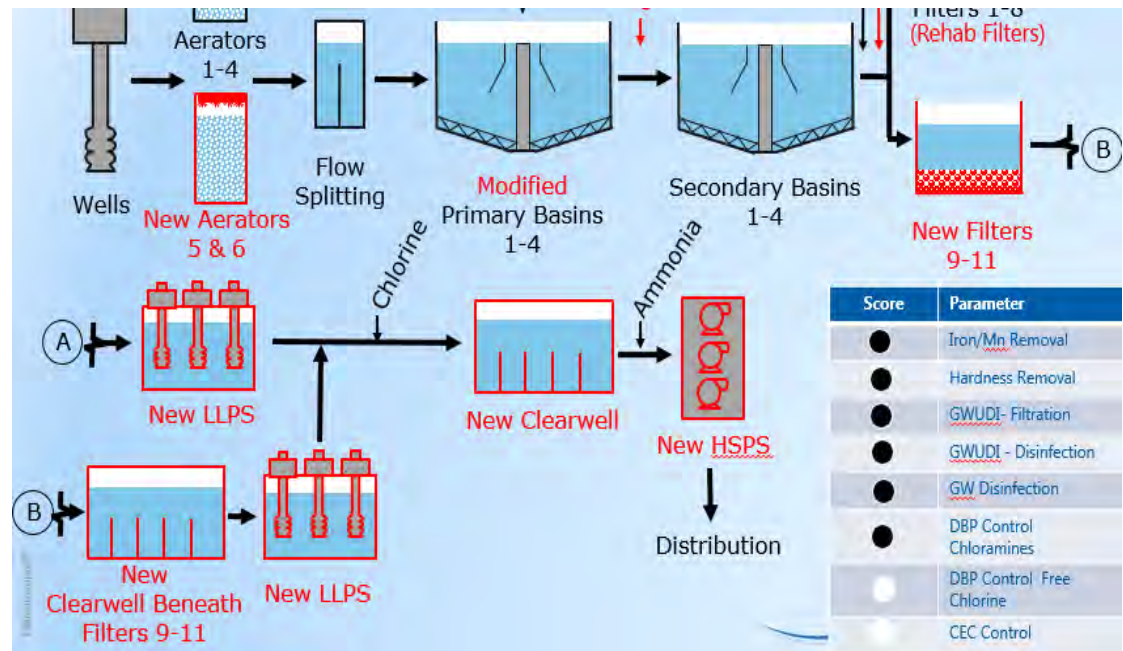 Filters 1-8
(Rehab Filters)
Aerators
1-4
Wells
New Aerators
5 & 6
Flow
Splitting
Modified
Primary Basins
1-4
Secondary Basins
1-4
New Filters
9-11
B
A
New LLPS
Chlorine
New Clearwell
Ammonia
New HSPS
Distribution
B
New
Clearwell Beneath
Filters 9-11
New LLPS
Score Parameter
Iron/Mn Removal
Hardness Removal
GWUDI- Filtration
GWUDI - Disinfection
GW Disinfection
DBP Control
Chloramines
DBP Control Free
Chlorine
CEC Control